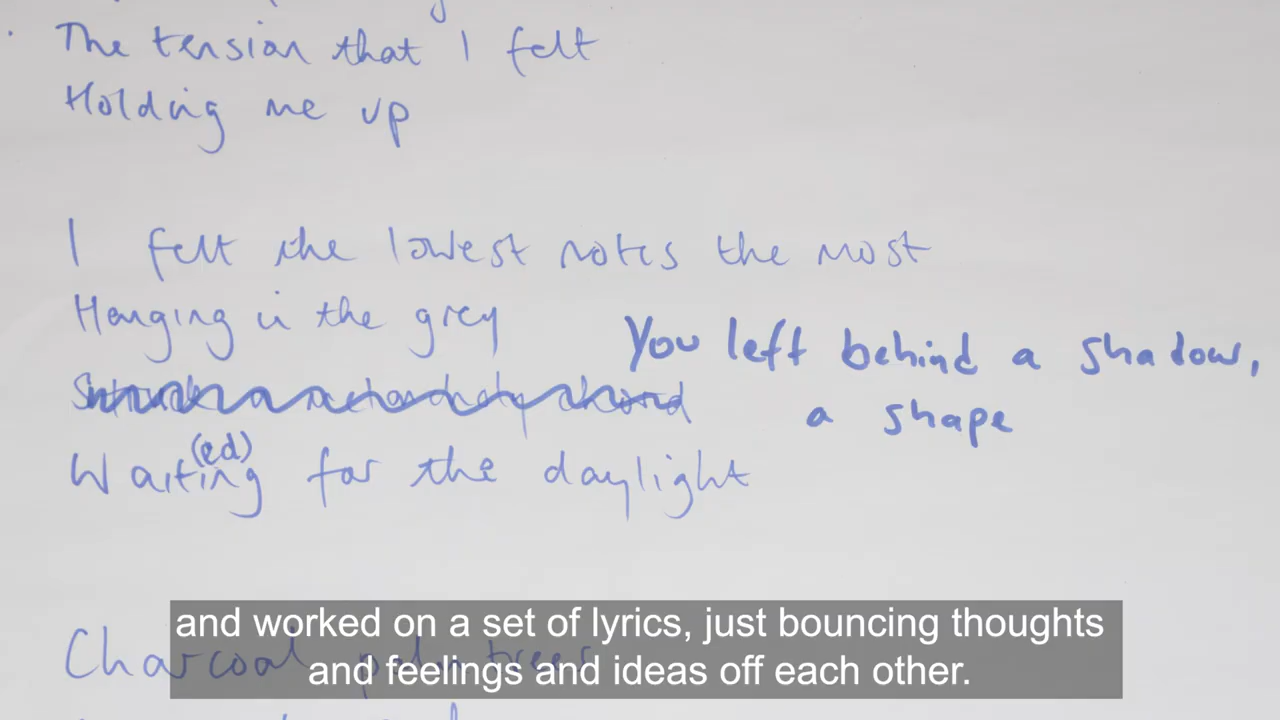 The tension that I felt
Holding me up
I felt the lowest notes the most
Hanging in the grey
You left behind a shadow,
a shape
(ed)
Waiting for the daylight
Charcoal palm trees
and worked on a set of lyrics, just bouncing thoughts
and feelings and ideas off each other.